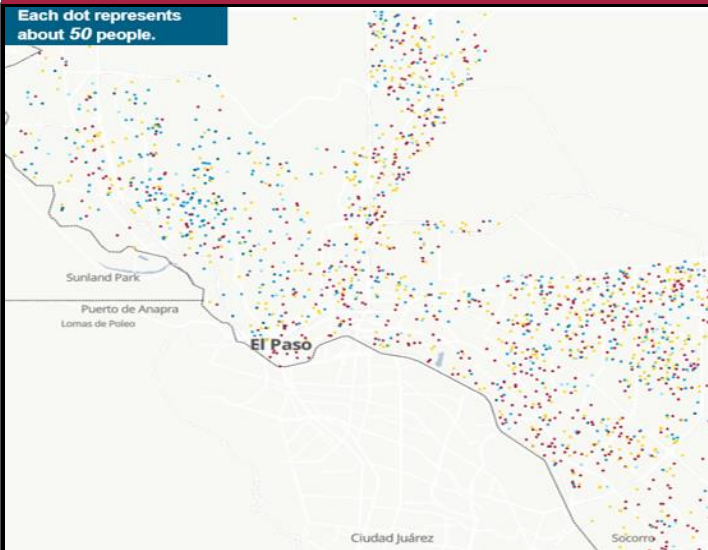 Each dot represents
about 50 people.
Sunland Park
Puerto de Anapra
Lomas de Poleo
El Paso
Ciudad Juárez
Socorro